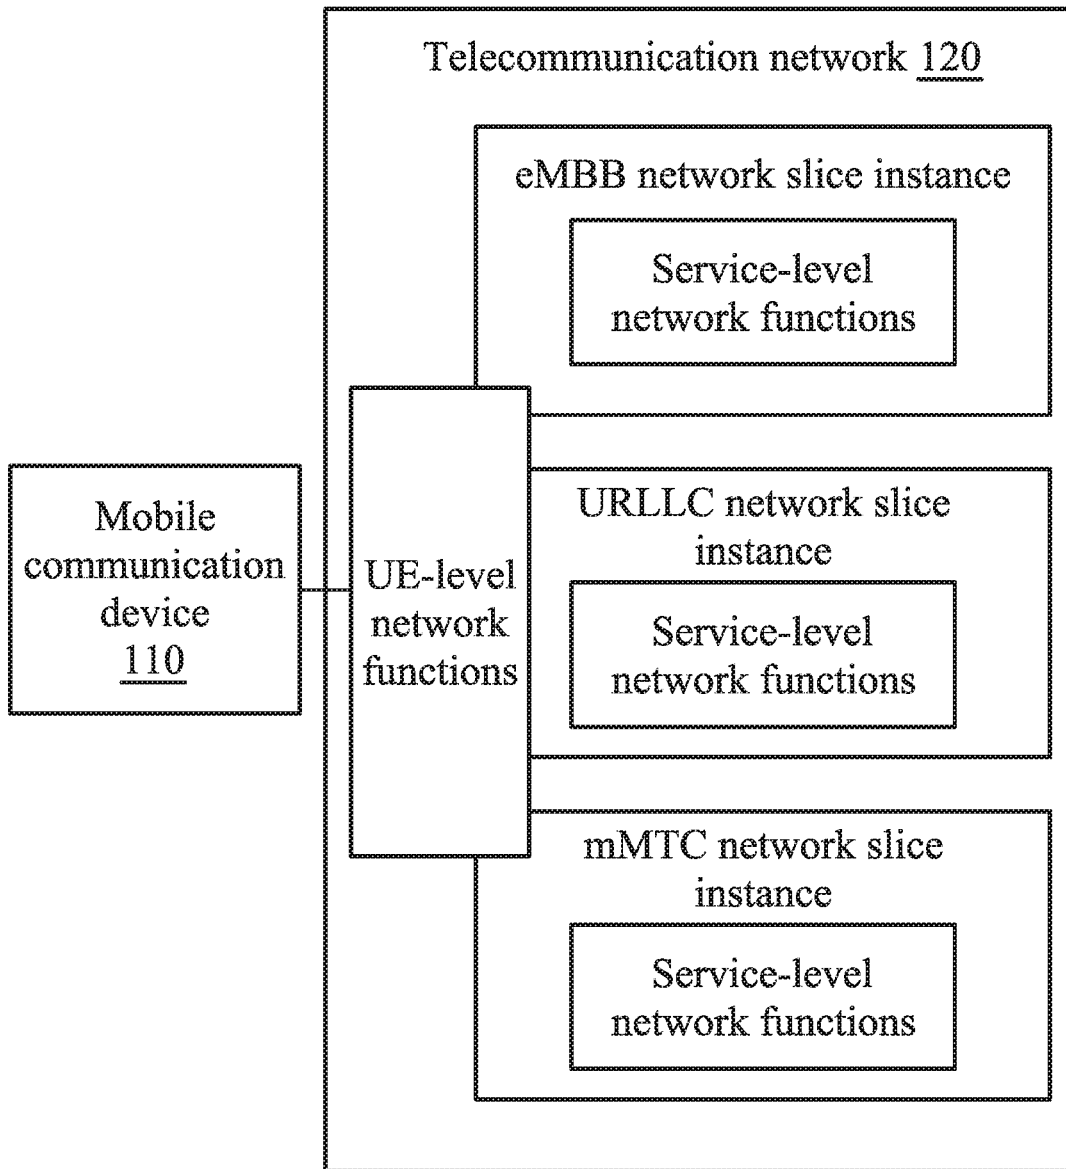 Telecommunication network 120
eMBB network slice instance
Service-level
network functions
Mobile
communication
device
110
UE-level
network
functions
URLLC network slice
instance
Service-level
network functions
mMTC network slice
instance
Service-level
network functions